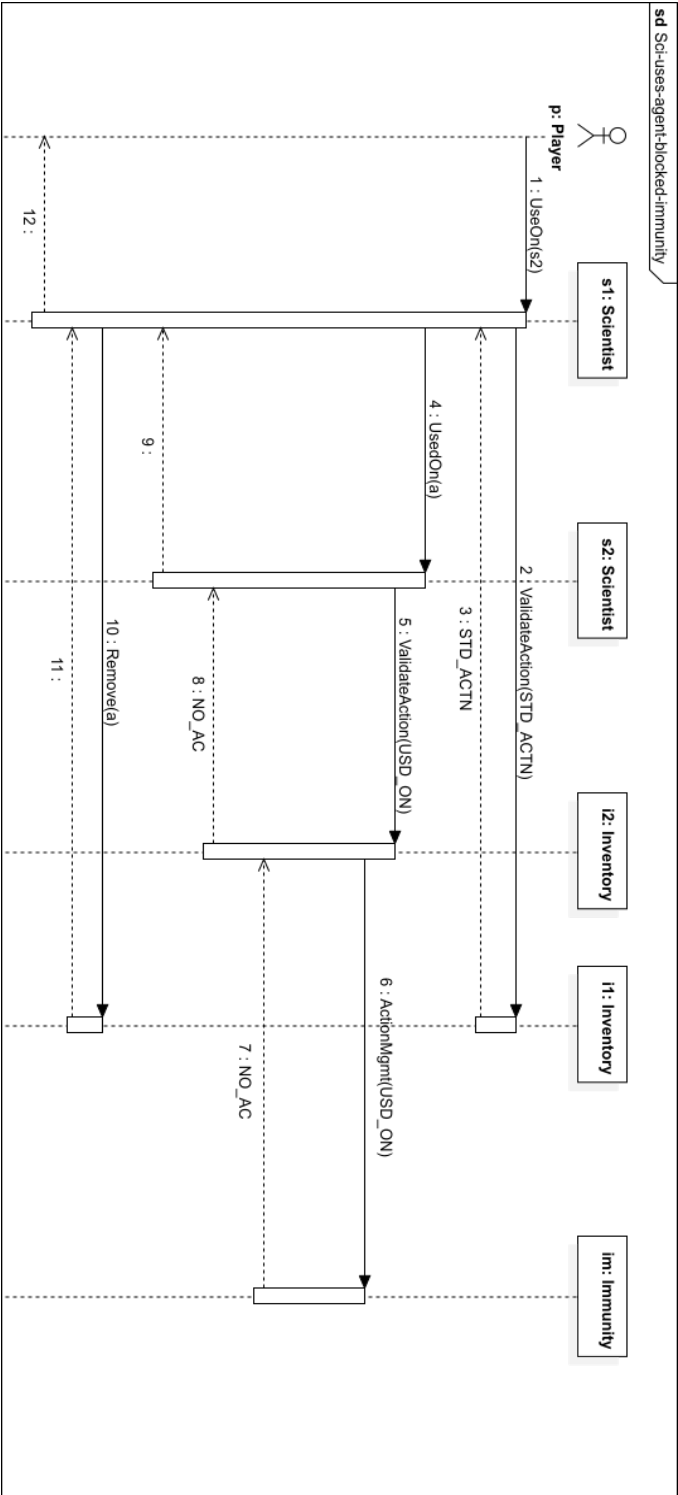 sd Sci-uses-agent-blocked-immunity
p: Player
s1: Scientist
s2: Scientist
i2: Inventory
i1: Inventory
im: Immunity
1 : UseOn(s2)
2 : ValidateAction(STD_ACTN)
3 : STD_ACTN
4 : UsedOn(a)
5 : ValidateAction(USD_ON)
6 : ActionMgmt(USD_ON)
7 : NO_AC
8 : NO_AC
9 :
10 : Remove(a)
11 :
12 :